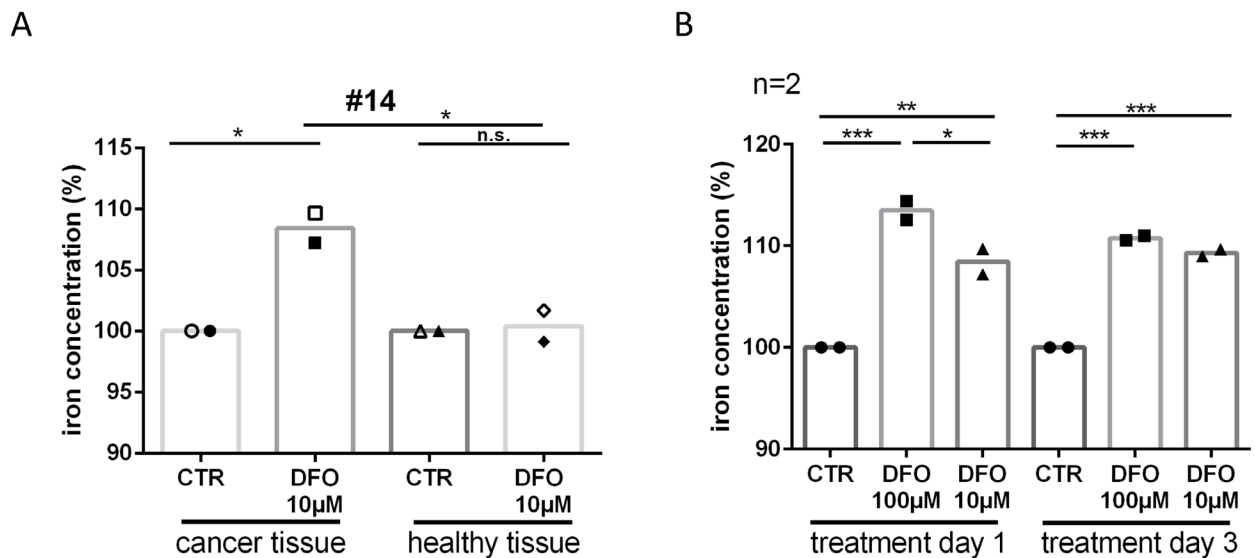 A
#14
*
*
n.s.
iron concentration (%)
115
110
105
100
95
90
CTR
DFO
10µM
CTR
DFO
10µM
cancer tissue
healthy tissue
B
n=2
**
***
*
***
***
iron concentration (%)
120
110
100
90
CTR
DFO
100µM
DFO
10µM
CTR
DFO
100µM
DFO
10µM
treatment day 1
treatment day 3